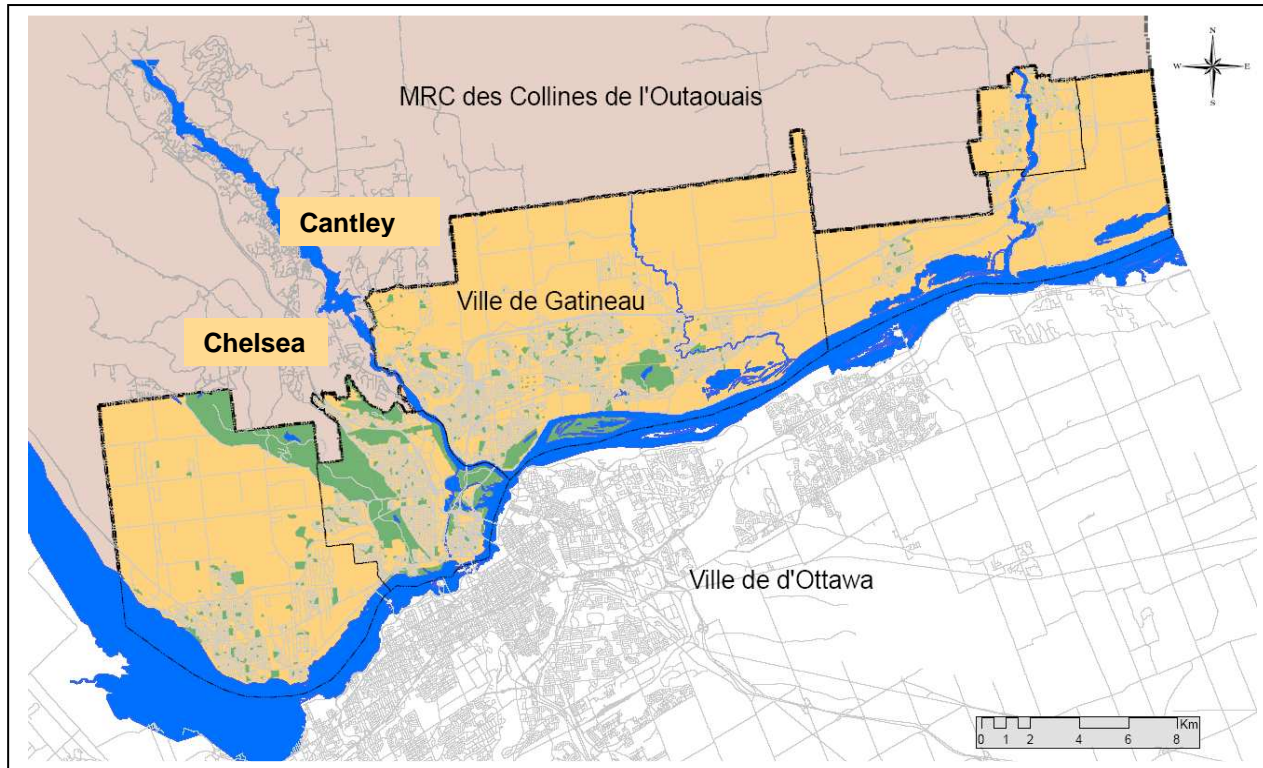 N
W E
S
MRC des Collines de l'Outaouais
Cantley
Ville de Gatineau
Chelsea
Ville de d'Ottawa
Km
0 1 2 4 6 8